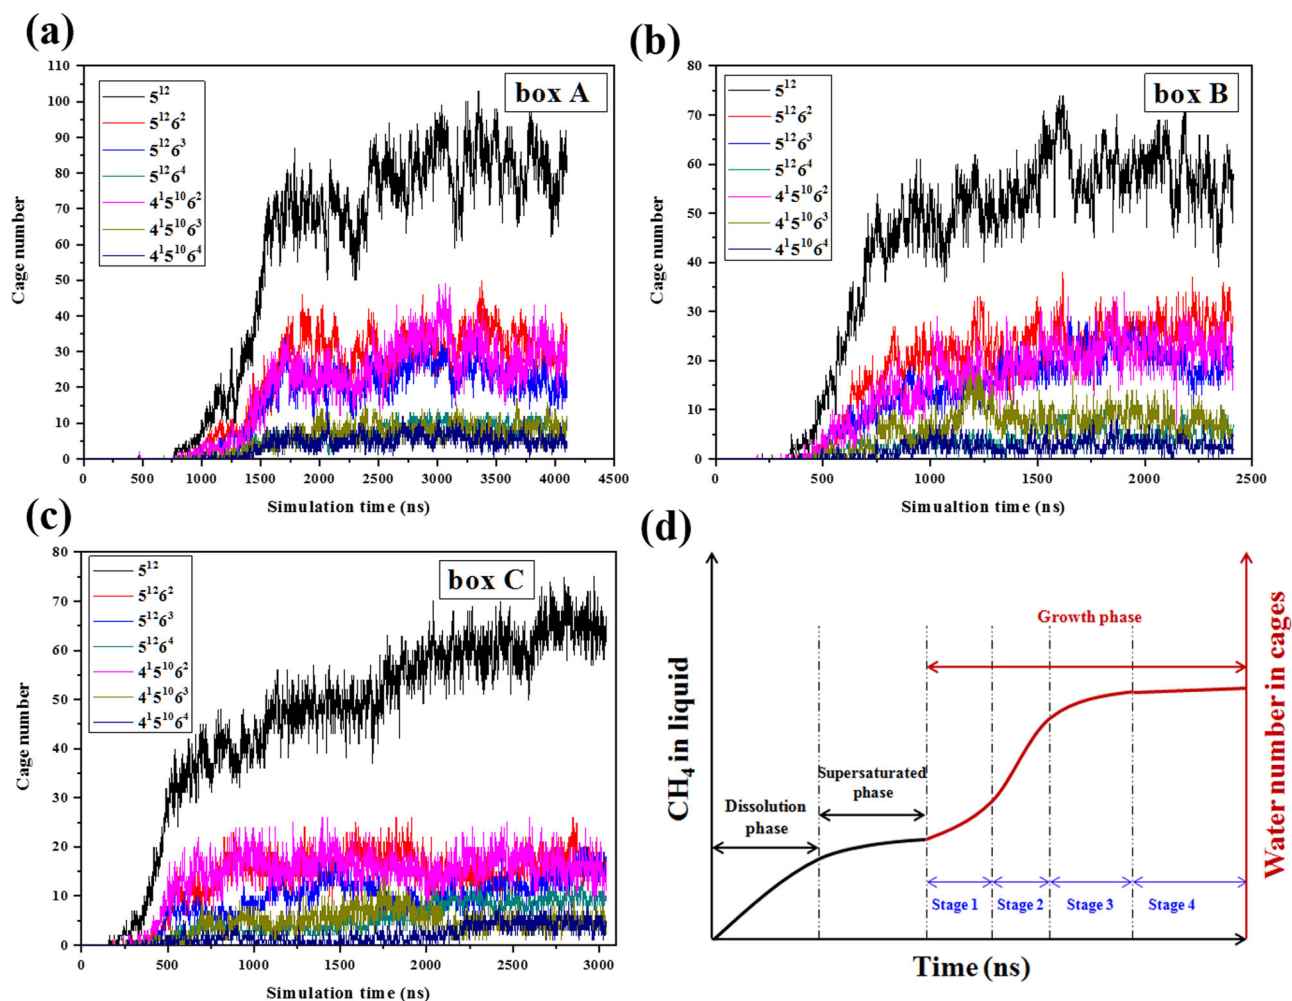 (a)
box A
5¹²
5¹²6²
5¹²6³
5¹²6⁴
4¹5¹⁰6²
4¹5¹⁰6³
4¹5¹⁰6⁴
110
100
90
80
70
60
50
40
30
20
10
0
Cage number
0 500 1000 1500 2000 2500 3000 3500 4000 4500
Simulation time (ns)
(b)
box B
5¹²
5¹²6²
5¹²6³
5¹²6⁴
4¹5¹⁰6²
4¹5¹⁰6³
4¹5¹⁰6⁴
80
70
60
50
40
30
20
10
0
Cage number
0 500 1000 1500 2000 2500
Simualtion time (ns)
(c)
box C
5¹²
5¹²6²
5¹²6³
5¹²6⁴
4¹5¹⁰6²
4¹5¹⁰6³
4¹5¹⁰6⁴
80
70
60
50
40
30
20
10
0
Cage number
0 500 1000 1500 2000 2500 3000
Simulation time (ns)
(d)
CH₄ in liquid
Water number in cages
Growth phase
Supersaturated
phase
Dissolution
phase
Stage 1 Stage 2 Stage 3 Stage 4
Time (ns)